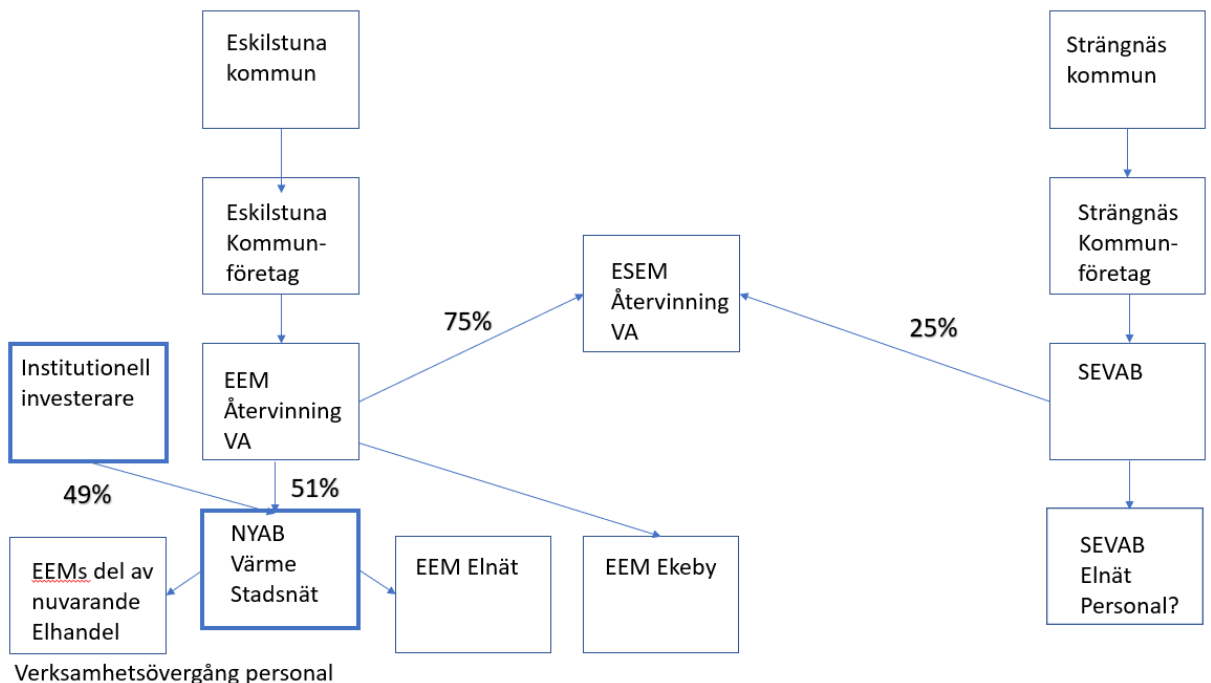 Eskilstuna
kommun
Strängnäs
kommun
Eskilstuna
Kommun-
företag
Strängnäs
Kommun-
företag
ESEM
Återvinning
VA
75%
25%
Institutionell
investerare
EEM
Återvinning
VA
SEVAB
49%
51%
EEMs del av
nuvarande
Elhandel
NYAB
Värme
Stadsnät
EEM Elnät
EEM Ekeby
SEVAB
Elnät
Personal?
Verksamhetsövergång personal